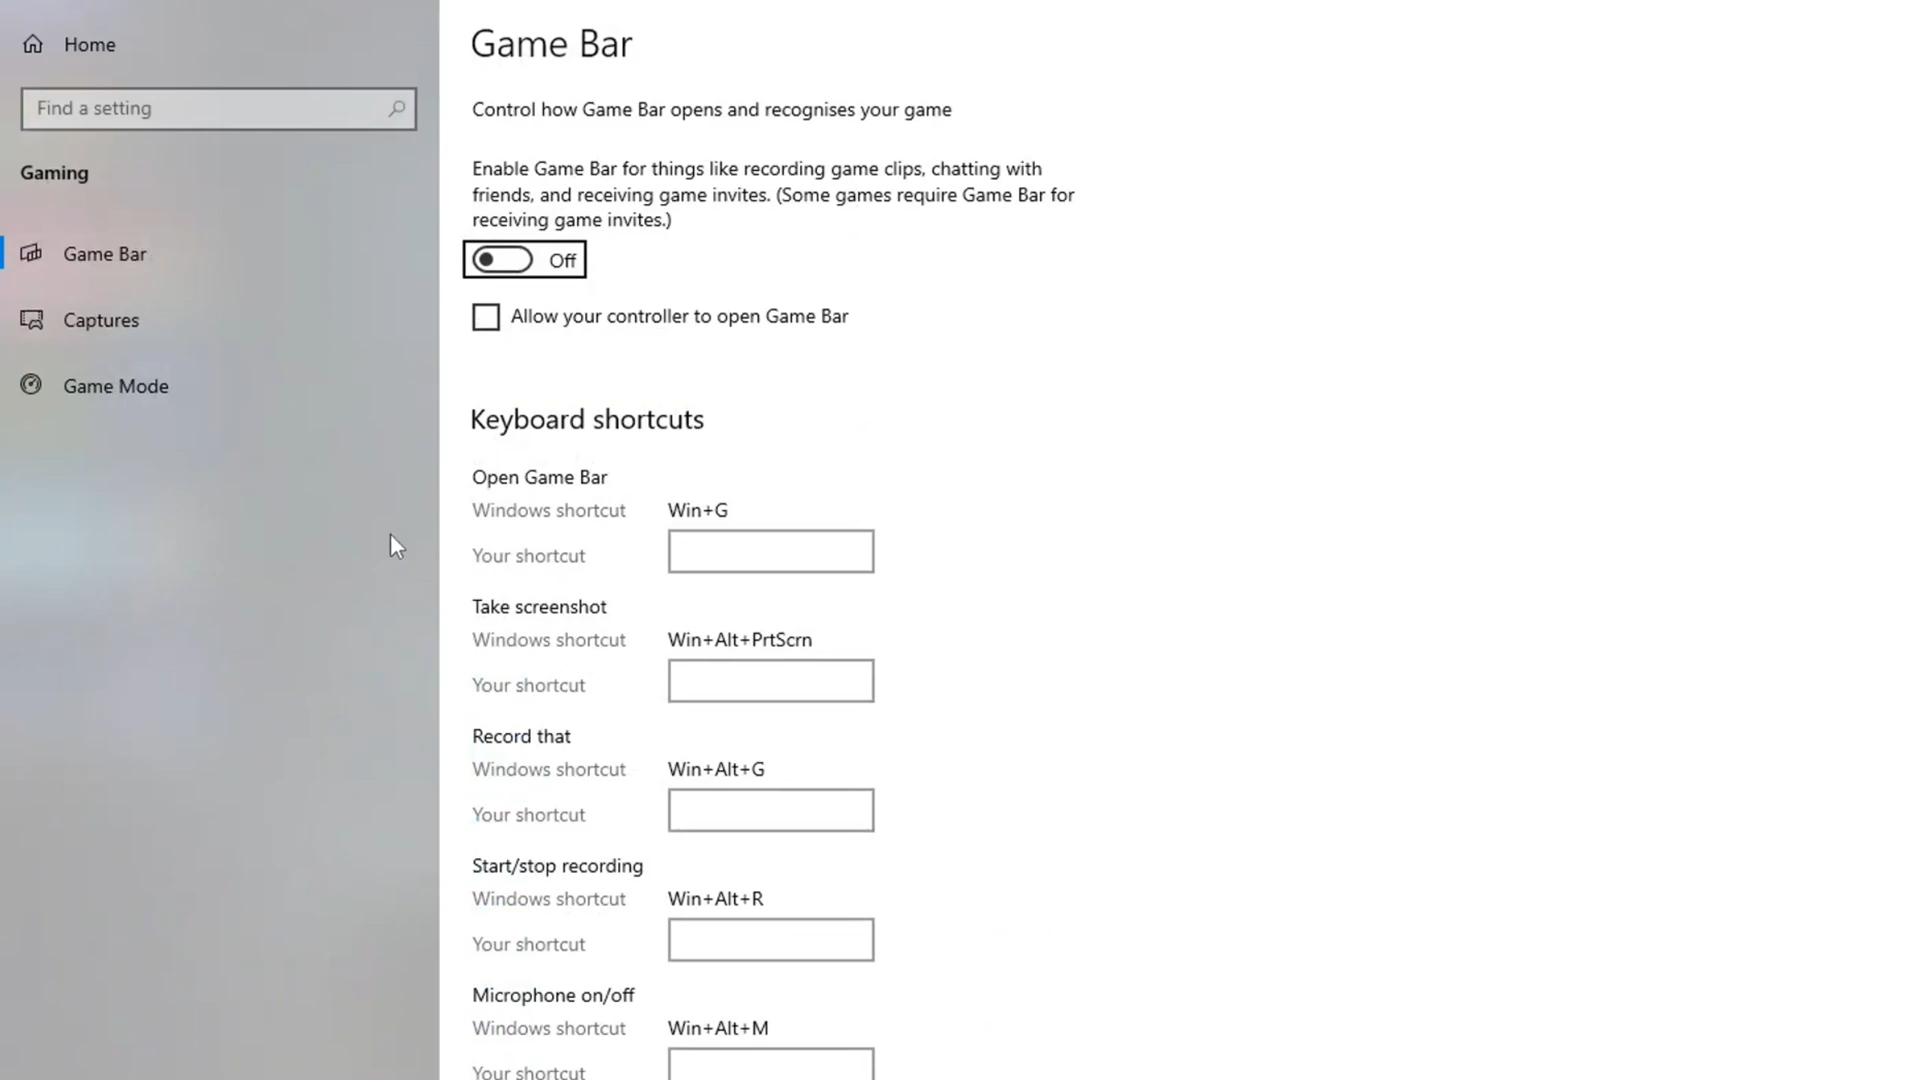 Home
Find a setting
Gaming
Game Bar
Captures
Game Mode
Game Bar
Control how Game Bar opens and recognises your game
Enable Game Bar for things like recording game clips, chatting with
friends, and receiving game invites. (Some games require Game Bar for
receiving game invites.)
Off
Allow your controller to open Game Bar
Keyboard shortcuts
Open Game Bar
Windows shortcut Win+G
Your shortcut
Take screenshot
Windows shortcut Win+Alt+PrtScrn
Your shortcut
Record that
Windows shortcut Win+Alt+G
Your shortcut
Start/stop recording
Windows shortcut Win+Alt+R
Your shortcut
Microphone on/off
Windows shortcut Win+Alt+M
Your shortcut